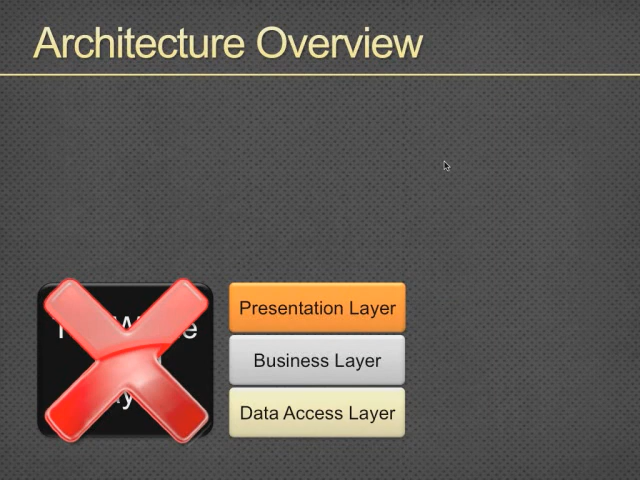 Architecture Overview
Presentation Layer
Business Layer
Data Access Layer